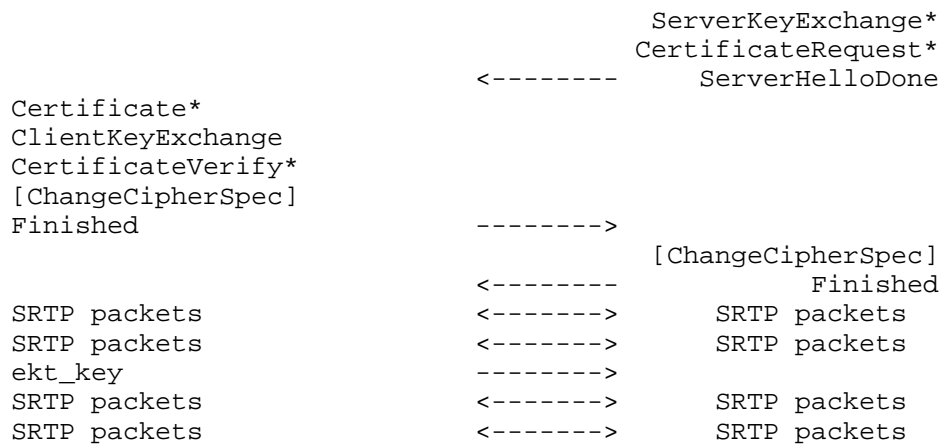 ServerKeyExchange*
                                             CertificateRequest*
                                 <--------      ServerHelloDone
Certificate*
ClientKeyExchange
CertificateVerify*
[ChangeCipherSpec]
Finished                         -------->
                                              [ChangeCipherSpec]
                                 <--------              Finished
SRTP packets                     <------->      SRTP packets
SRTP packets                     <------->      SRTP packets
ekt_key                          -------->
SRTP packets                     <------->      SRTP packets
SRTP packets                     <------->      SRTP packets